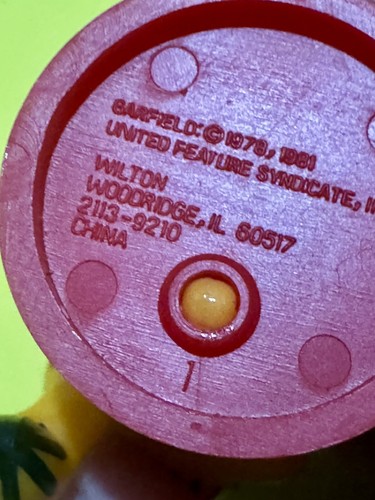 GARFIELD: © 1978, 1981
UNITED FEATURE SYNDICATE,
WILTON
WOODRIDGE, IL 60517
2113-9210
CHINA
1